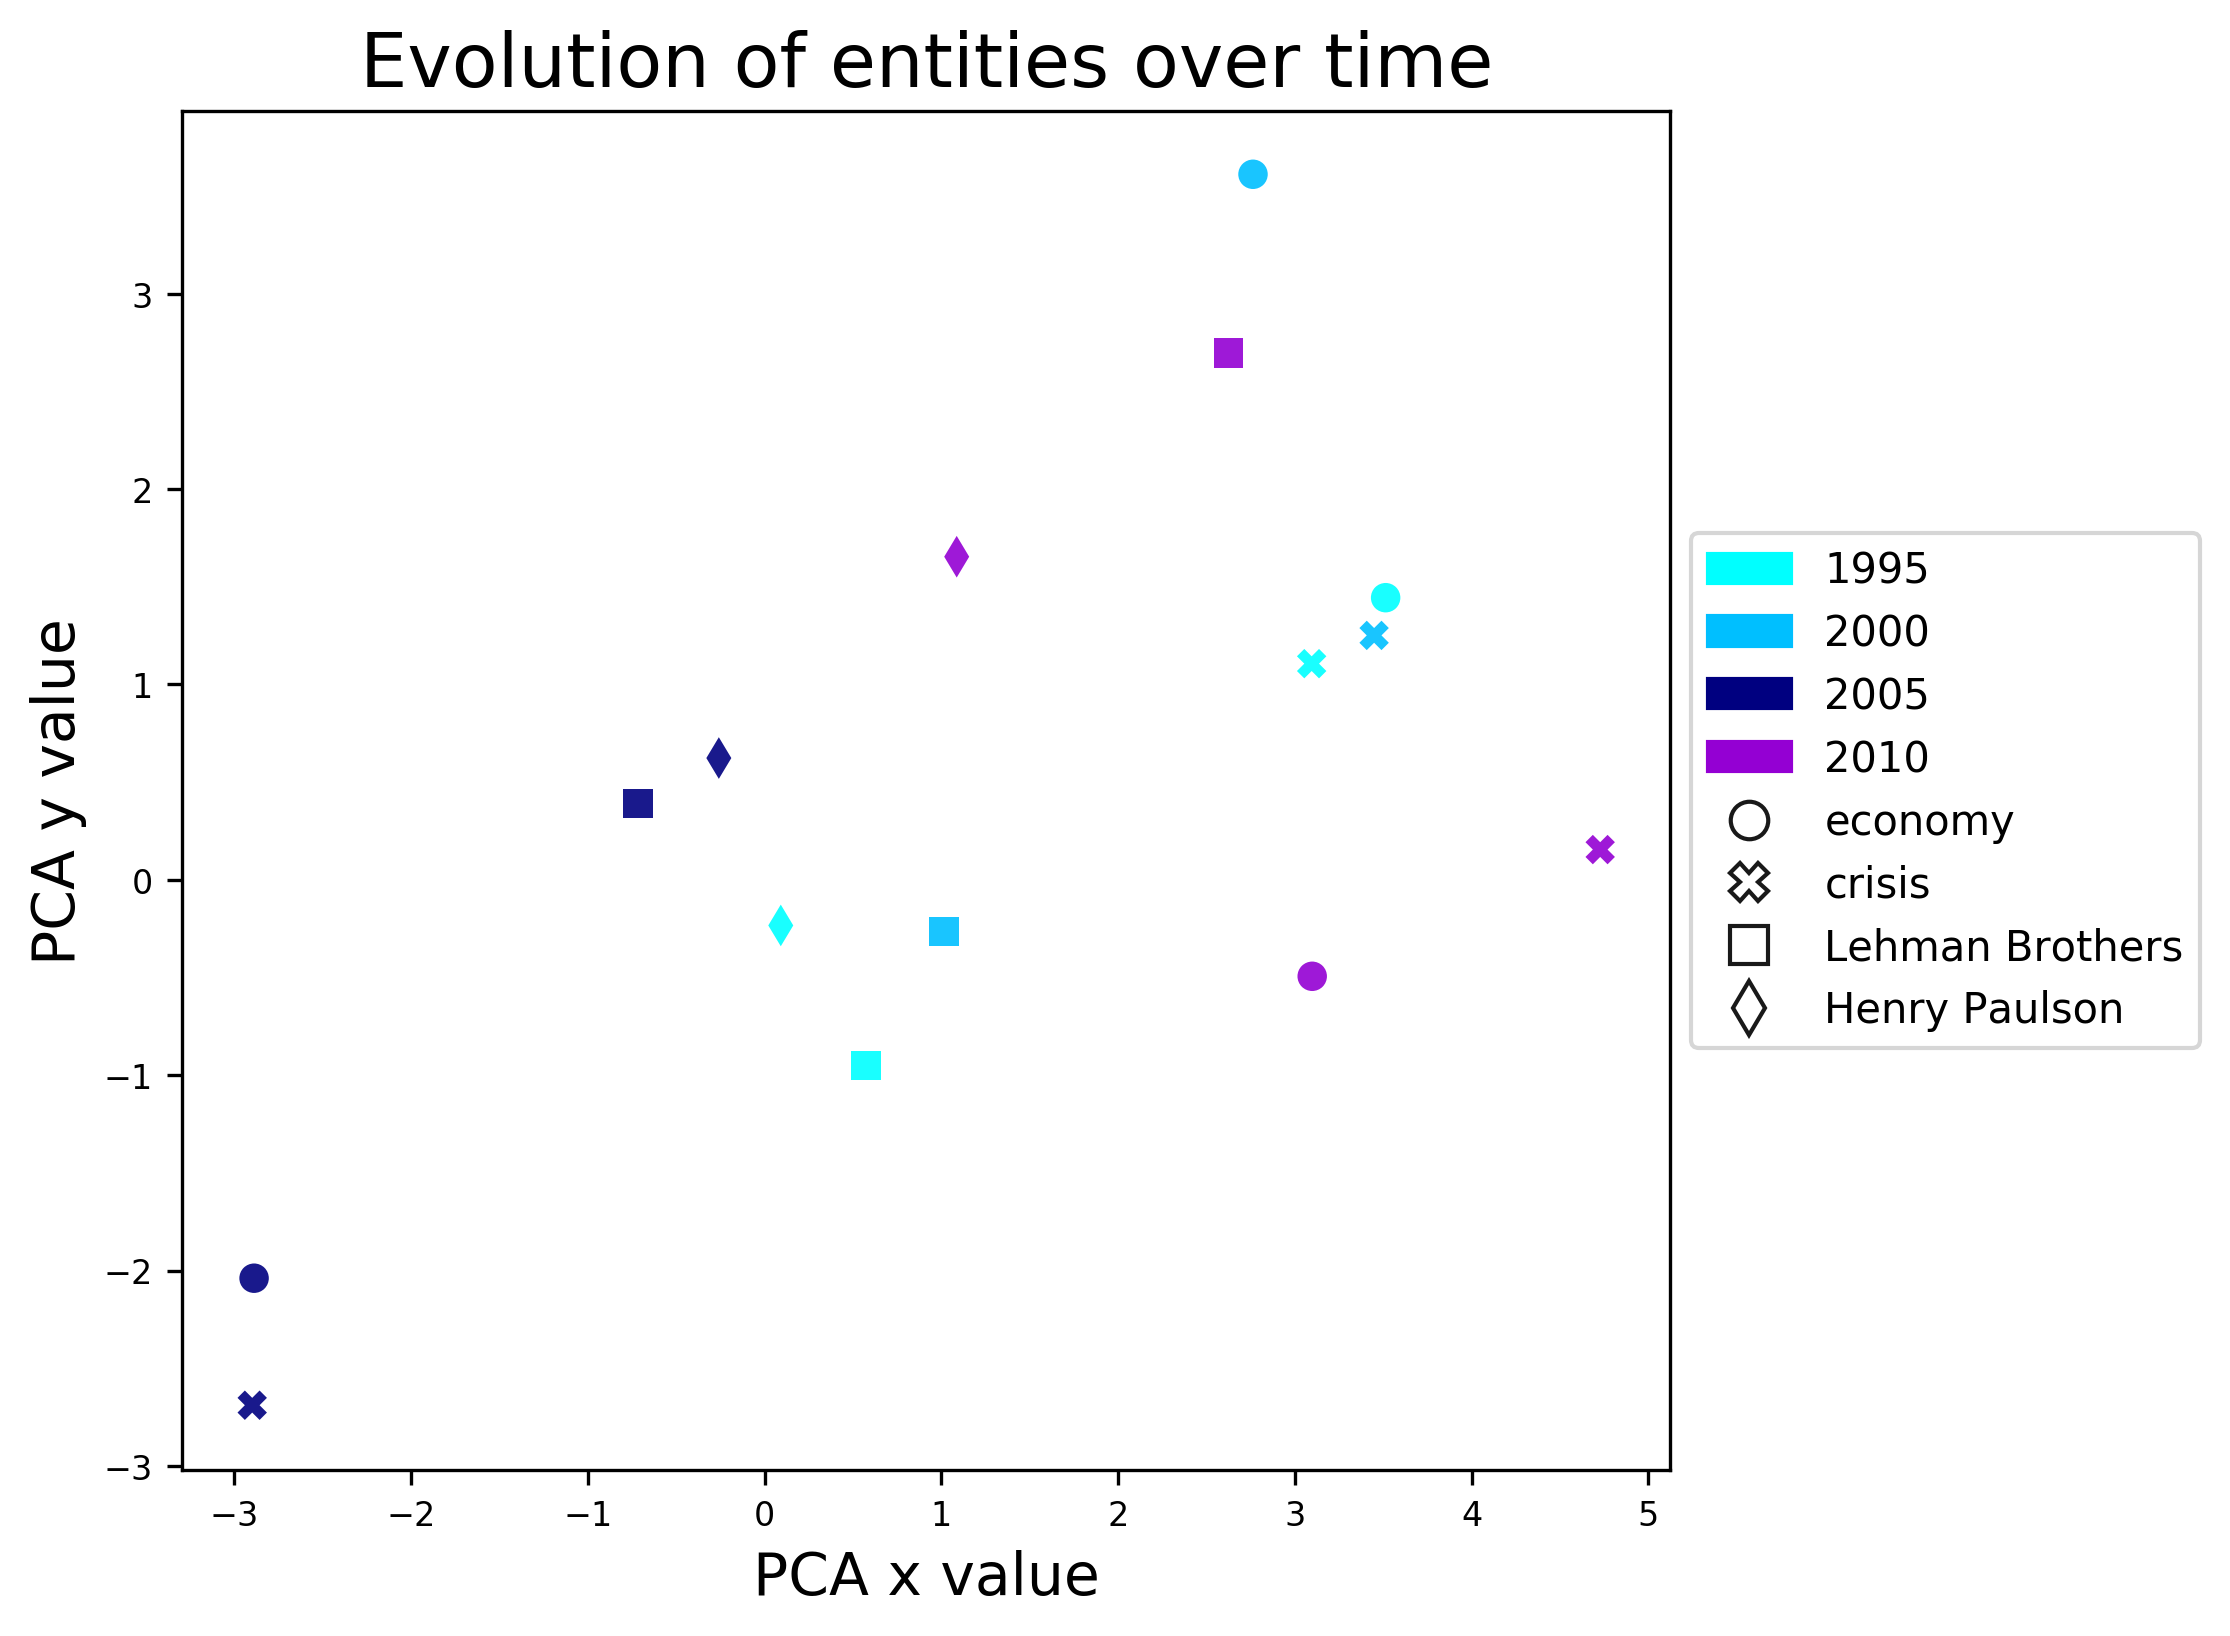 Evolution of entities over time
PCA y value
3
2
1
0
−1
−2
−3
−3 −2 −1 0 1 2 3 4 5
PCA x value
1995
2000
2005
2010
economy
crisis
Lehman Brothers
Henry Paulson